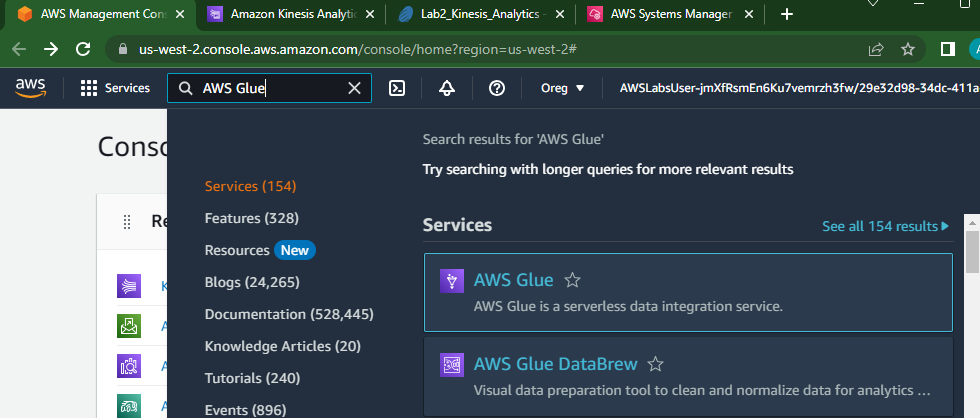 AWS Management Cons
Amazon Kinesis Analytic
Lab2_Kinesis_Analytics -
AWS Systems Manager
us-west-2.console.aws.amazon.com/console/home?region=us-west-2#
aws
Services
AWS Glue
Oreg
AWSLabsUser-jmXfRsmEn6Ku7vemrzh3fw/29e32d98-34dc-411a
Consc
Re
Search results for 'AWS Glue'
Try searching with longer queries for more relevant results
Services (154)
Features (328)
Resources New
Blogs (24,265)
Documentation (528,445)
Knowledge Articles (20)
Tutorials (240)
Events (896)
Services
See all 154 results
AWS Glue
AWS Glue is a serverless data integration service.
AWS Glue DataBrew
Visual data preparation tool to clean and normalize data for analytics ...